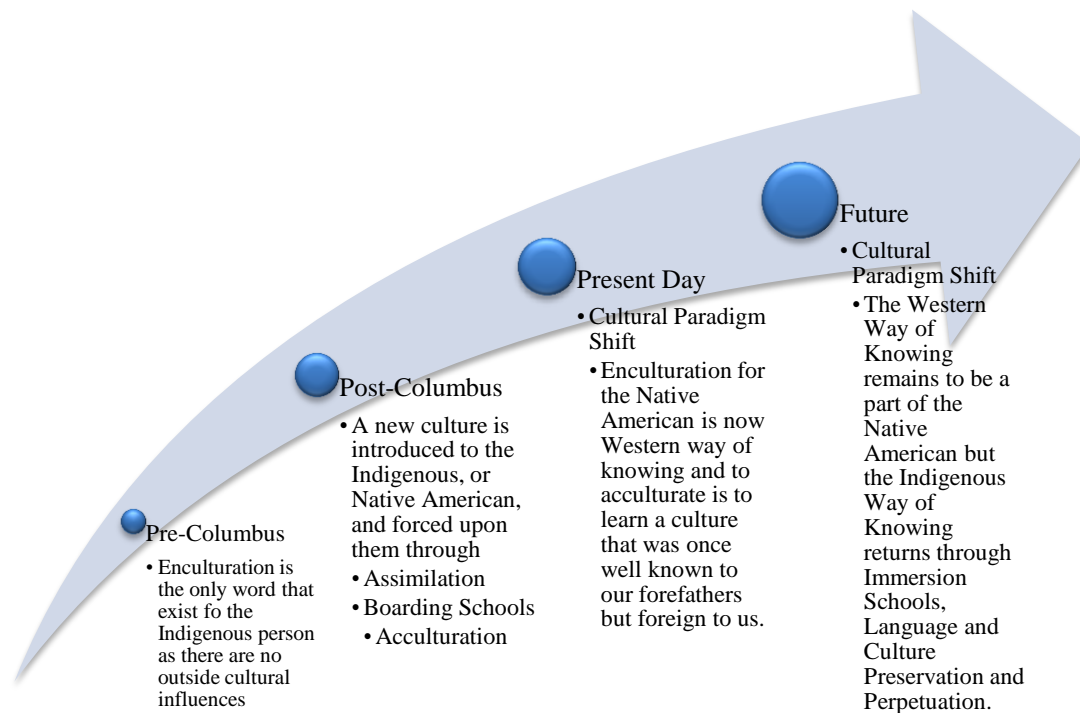 Pre-Columbus
• Enculturation is
the only word that
exist fo the
Indigenous person
as there are no
outside cultural
influences
Post-Columbus
• A new culture is
introduced to the
Indigenous, or
Native American,
and forced upon
them through
• Assimilation
• Boarding Schools
• Acculturation
Present Day
• Cultural Paradigm
Shift
• Enculturation for
the Native
American is now
Western way of
knowing and to
acculturate is to
learn a culture
that was once
well known to
our forefathers
but foreign to us.
Future
• Cultural
Paradigm Shift
• The Western
Way of
Knowing
remains to be a
part of the
Native
American but
the Indigenous
Way of
Knowing
returns through
Immersion
Schools,
Language and
Culture
Preservation and
Perpetuation.